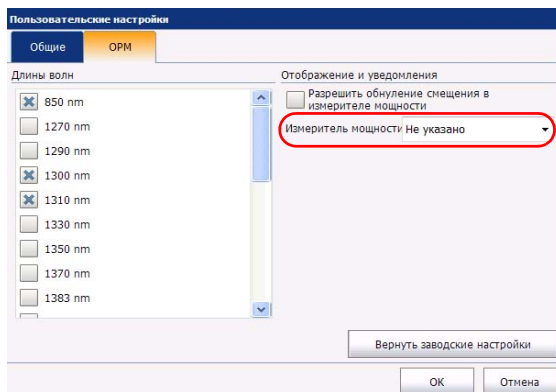 Пользовательские настройки
Общие
OPM
Длины волн
850 nm
1270 nm
1290 nm
1300 nm
1310 nm
1330 nm
1350 nm
1370 nm
1383 nm
Отображение и уведомления
Разрешить обнуление смещения в
измерителе мощности
Измеритель мощности Не указано
Вернуть заводские настройки
OK
Отмена